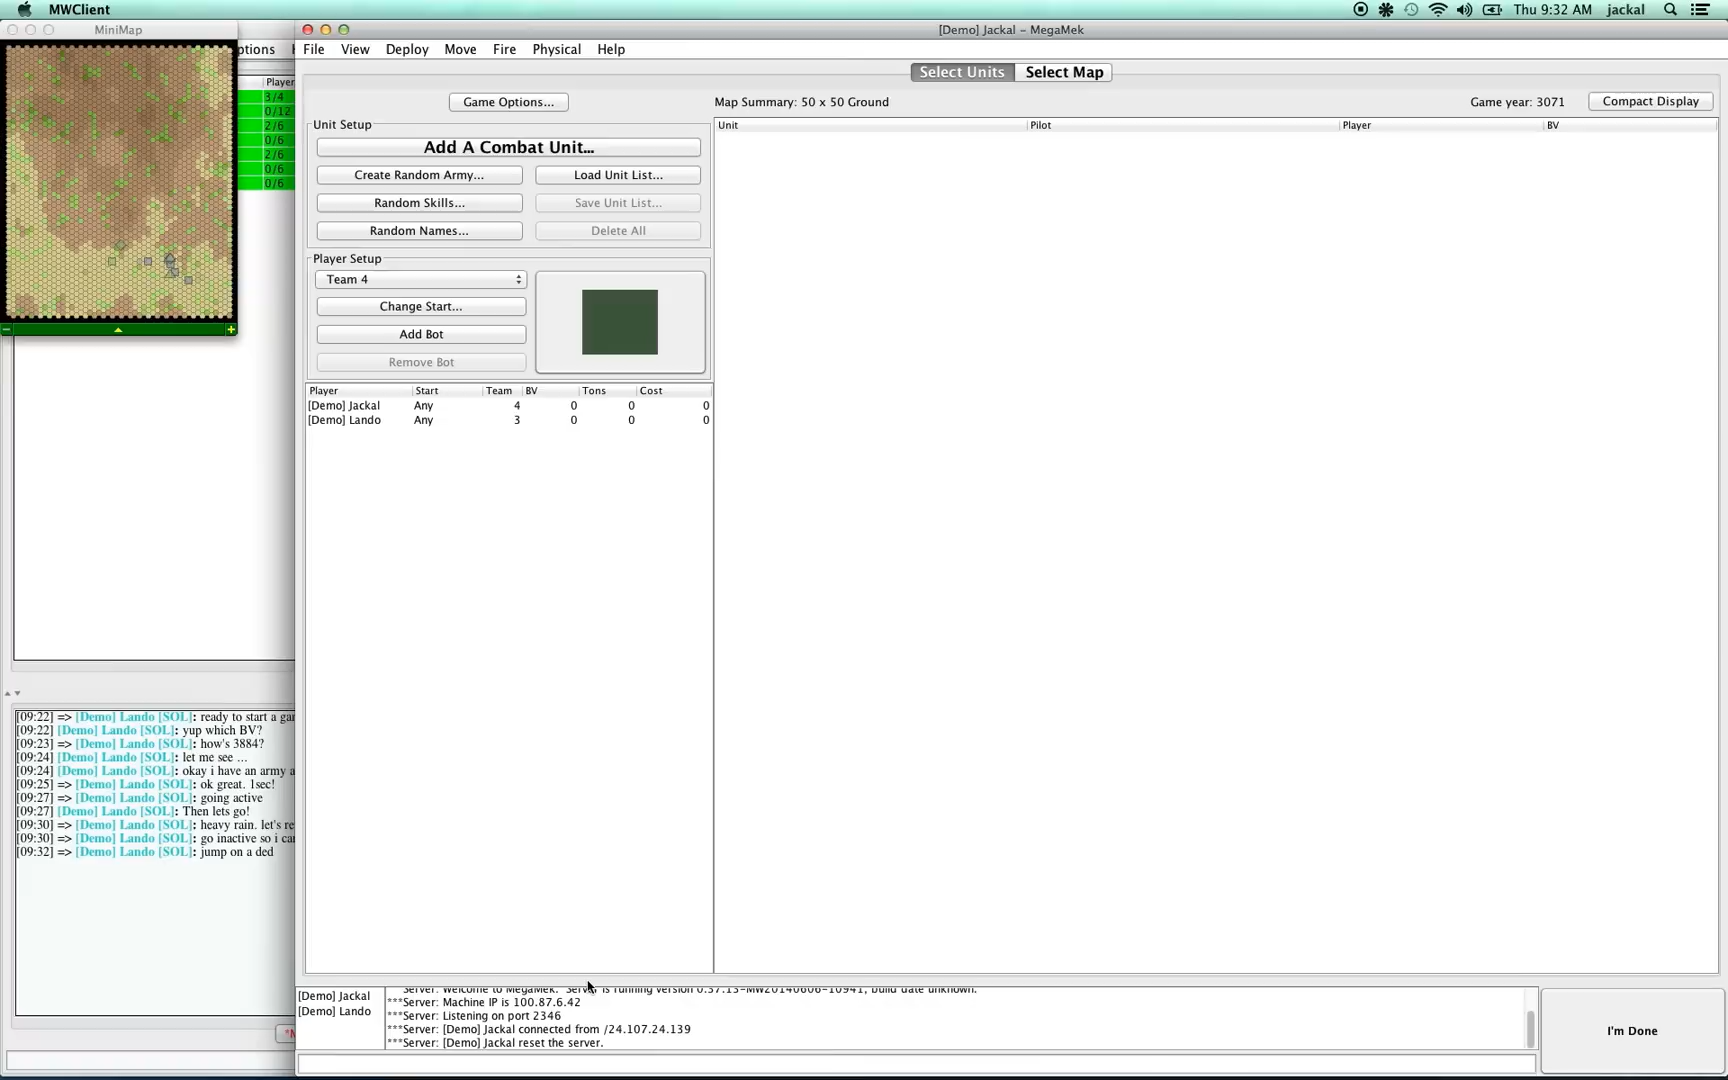 MWClient
Thu 9:32 AM
jackal
MiniMap
ptions
Player
3/4
0/12
2/6
0/6
2/6
0/6
0/6
[Demo] Jackal - MegaMek
File
View
Deploy
Move
Fire
Physical
Help
Select Units
Select Map
Game Options...
Map Summary: 50 x 50 Ground
Game year: 3071
Compact Display
Unit Setup
Add A Combat Unit...
Create Random Army...
Load Unit List...
Random Skills...
Save Unit List...
Random Names...
Delete All
Player Setup
Team 4
Change Start...
Add Bot
Remove Bot
Player Start Team BV Tons Cost
[Demo] Jackal Any 4 0 0 0
[Demo] Lando Any 3 0 0 0
Unit Pilot Player BV
[09:22] => [Demo] Lando [SOL]: ready to start a gar
[09:22] [Demo] Lando [SOL]: yup which BV?
[09:23] => [Demo] Lando [SOL]: how's 3884?
[09:24] [Demo] Lando [SOL]: let me see ...
[09:24] [Demo] Lando [SOL]: okay i have an army a
[09:25] => [Demo] Lando [SOL]: ok great. 1sec!
[09:27] => [Demo] Lando [SOL]: going active
[09:27] [Demo] Lando [SOL]: Then lets go!
[09:30] => [Demo] Lando [SOL]: heavy rain. let's re
[09:30] => [Demo] Lando [SOL]: go inactive so i car
[09:32] => [Demo] Lando [SOL]: jump on a ded
[Demo] Jackal
[Demo] Lando
Server: Welcome to MegaMek. Server is running version 0.37.13-MW20140606-10941, build date unknown.
***Server: Machine IP is 100.87.6.42
***Server: Listening on port 2346
***Server: [Demo] Jackal connected from /24.107.24.139
***Server: [Demo] Jackal reset the server.
I'm Done